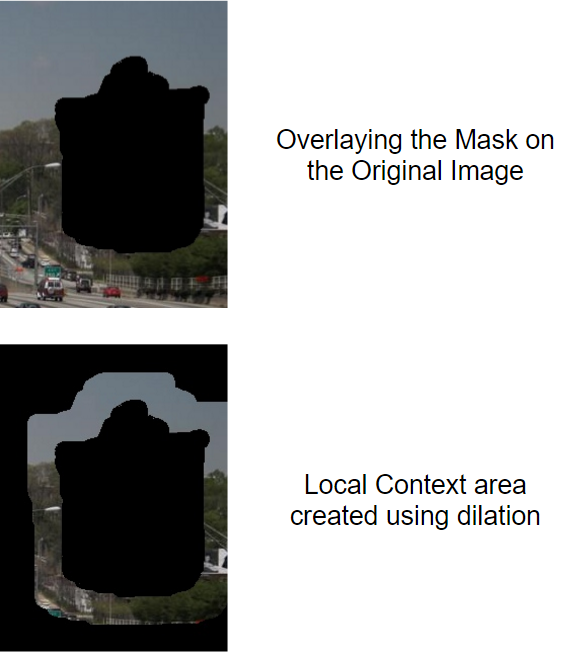 Overlaying the Mask on
the Original Image
Local Context area
created using dilation